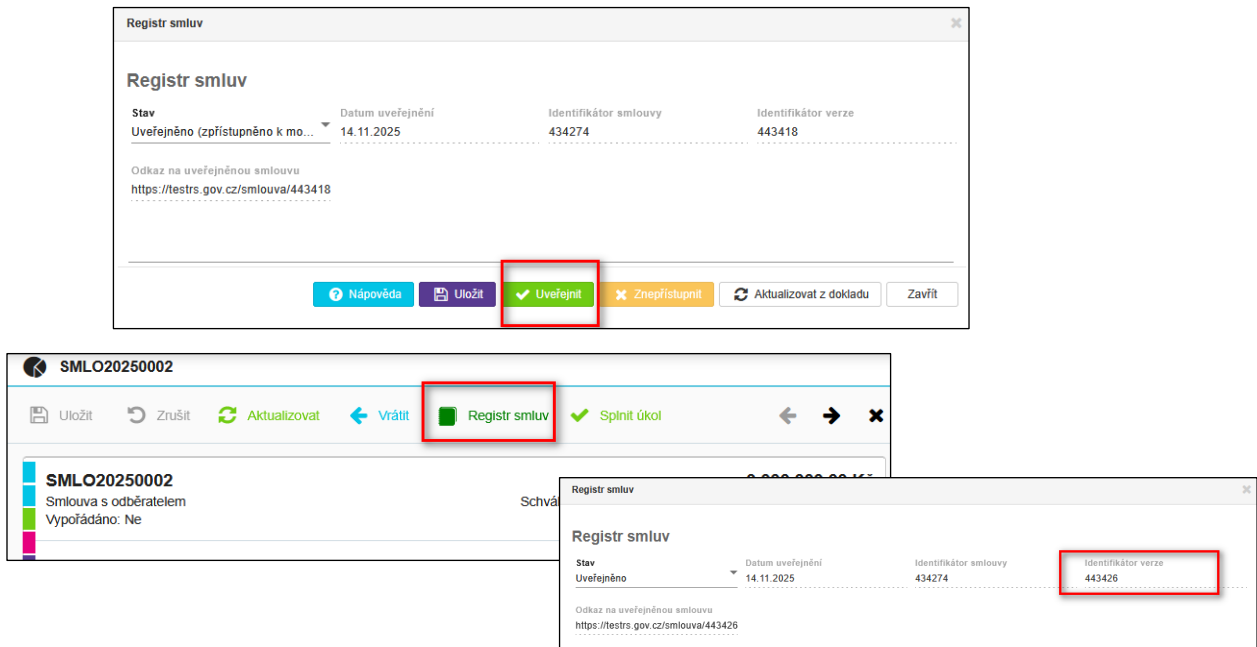 Registr smluv
Registr smluv
Stav Datum uveřejnění Identifikátor smlouvy Identifikátor verze
Uveřejněno (zpřístupněno k mo... 14.11.2025 434274 443418
Odkaz na uveřejněnou smlouvu
https://testrs.gov.cz/smlouva/443418
Nápověda Uložit Uveřejnit Znepřístupnit Aktualizovat z dokladu Zavřít
SMLO20250002
Uložit Zrušit Aktualizovat Vrátit Registr smluv Splnit úkol
SMLO20250002
Smlouva s odběratelem
Vypořádáno: Ne
Registr smluv
Registr smluv
Stav Datum uveřejnění Identifikátor smlouvy Identifikátor verze
Uveřejněno 14.11.2025 434274 443426
Odkaz na uveřejněnou smlouvu
https://testrs.gov.cz/smlouva/443426